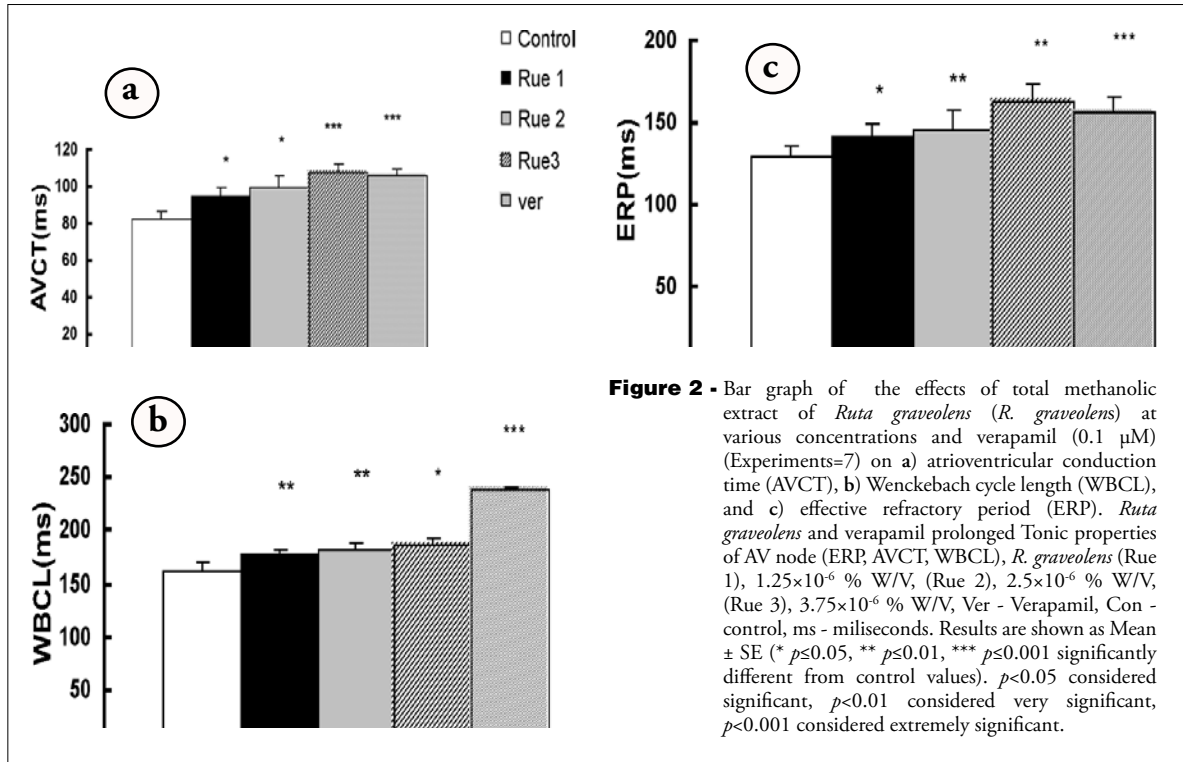 a
AVCT(ms)
120
100
80
60
40
20
*
*
***
***
Control
Rue 1
Rue 2
Rue3
ver
c
ERP(ms)
200
150
100
50
*
**
**
***
b
WBCL(ms)
300
250
200
150
100
50
**
**
*
***
Figure 2 - Bar graph of the effects of total methanolic
extract of Ruta graveolens (R. graveolens) at
various concentrations and verapamil (0.1 μM)
(Experiments=7) on a) atrioventricular conduction
time (AVCT), b) Wenckebach cycle length (WBCL),
and c) effective refractory period (ERP). Ruta
graveolens and verapamil prolonged Tonic properties
of AV node (ERP, AVCT, WBCL), R. graveolens (Rue
1), 1.25×10⁻⁶ % W/V, (Rue 2), 2.5×10⁻⁶ % W/V,
(Rue 3), 3.75×10⁻⁶ % W/V, Ver - Verapamil, Con -
control, ms - miliseconds. Results are shown as Mean
± SE (* p≤0.05, ** p≤0.01, *** p≤0.001 significantly
different from control values). p<0.05 considered
significant, p<0.01 considered very significant,
p<0.001 considered extremely significant.